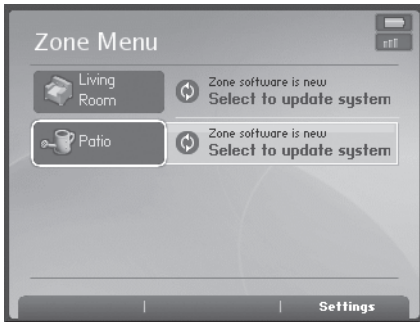 Zone Menu
Living
Room
Zone software is new
Select to update system
Patio
Zone software is new
Select to update system
Settings